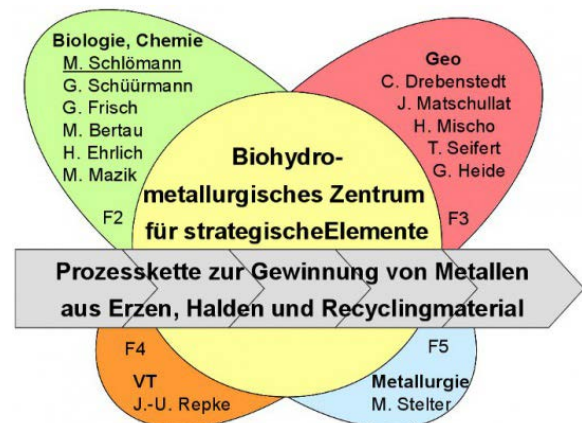 Biologie, Chemie
M. Schlömann
G. Schüürmann
G. Frisch
M. Bertau
H. Ehrlich
M. Mazik
F2
Geo
C. Drebenstedt
J. Matschullat
H. Mischo
T. Seifert
G. Heide
F3
Biohydro-
metallurgisches Zentrum
für strategischeElemente
Prozesskette zur Gewinnung von Metallen
aus Erzen, Halden und Recyclingmaterial
F4
VT
J.-U. Repke
F5
Metallurgie
M. Stelter